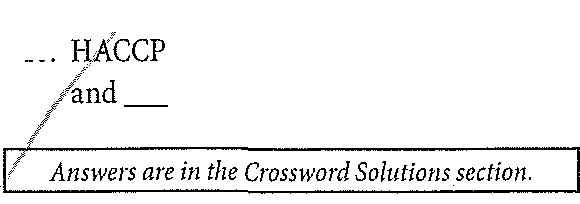 ... HACCP
and ___
Answers are in the Crossword Solutions section.